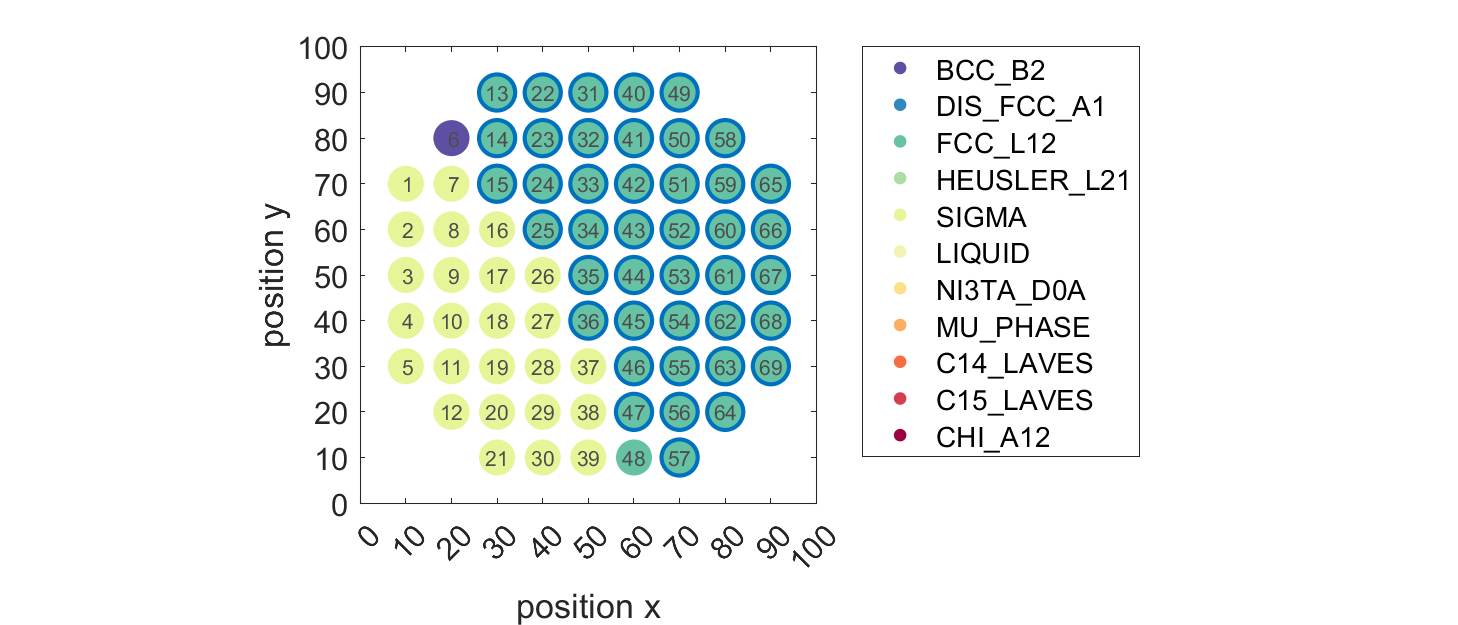 100
90
80
70
60
50
40
30
20
10
0
position y
13 22 31 40 49
6 14 23 32 41 50 58
1 7 15 24 33 42 51 59 65
2 8 16 25 34 43 52 60 66
3 9 17 26 35 44 53 61 67
4 10 18 27 36 45 54 62 68
5 11 19 28 37 46 55 63 69
12 20 29 38 47 56 64
21 30 39 48 57
0 10 20 30 40 50 60 70 80 90 100
position x
BCC_B2
DIS_FCC_A1
FCC_L12
HEUSLER_L21
SIGMA
LIQUID
NI3TA_D0A
MU_PHASE
C14_LAVES
C15_LAVES
CHI_A12